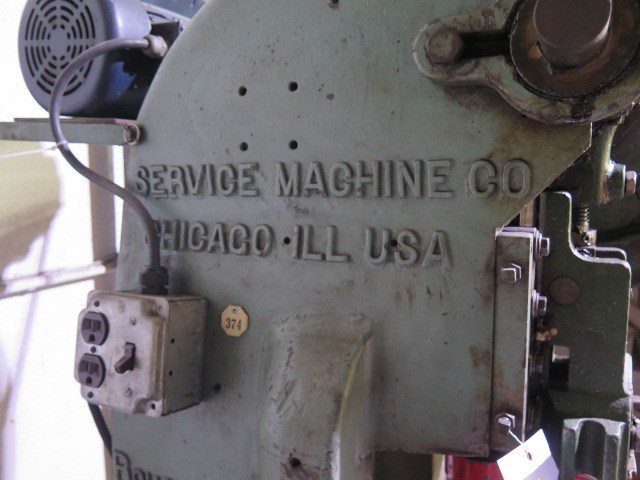 SERVICE MACHINE CO
CHICAGO ILL USA
374